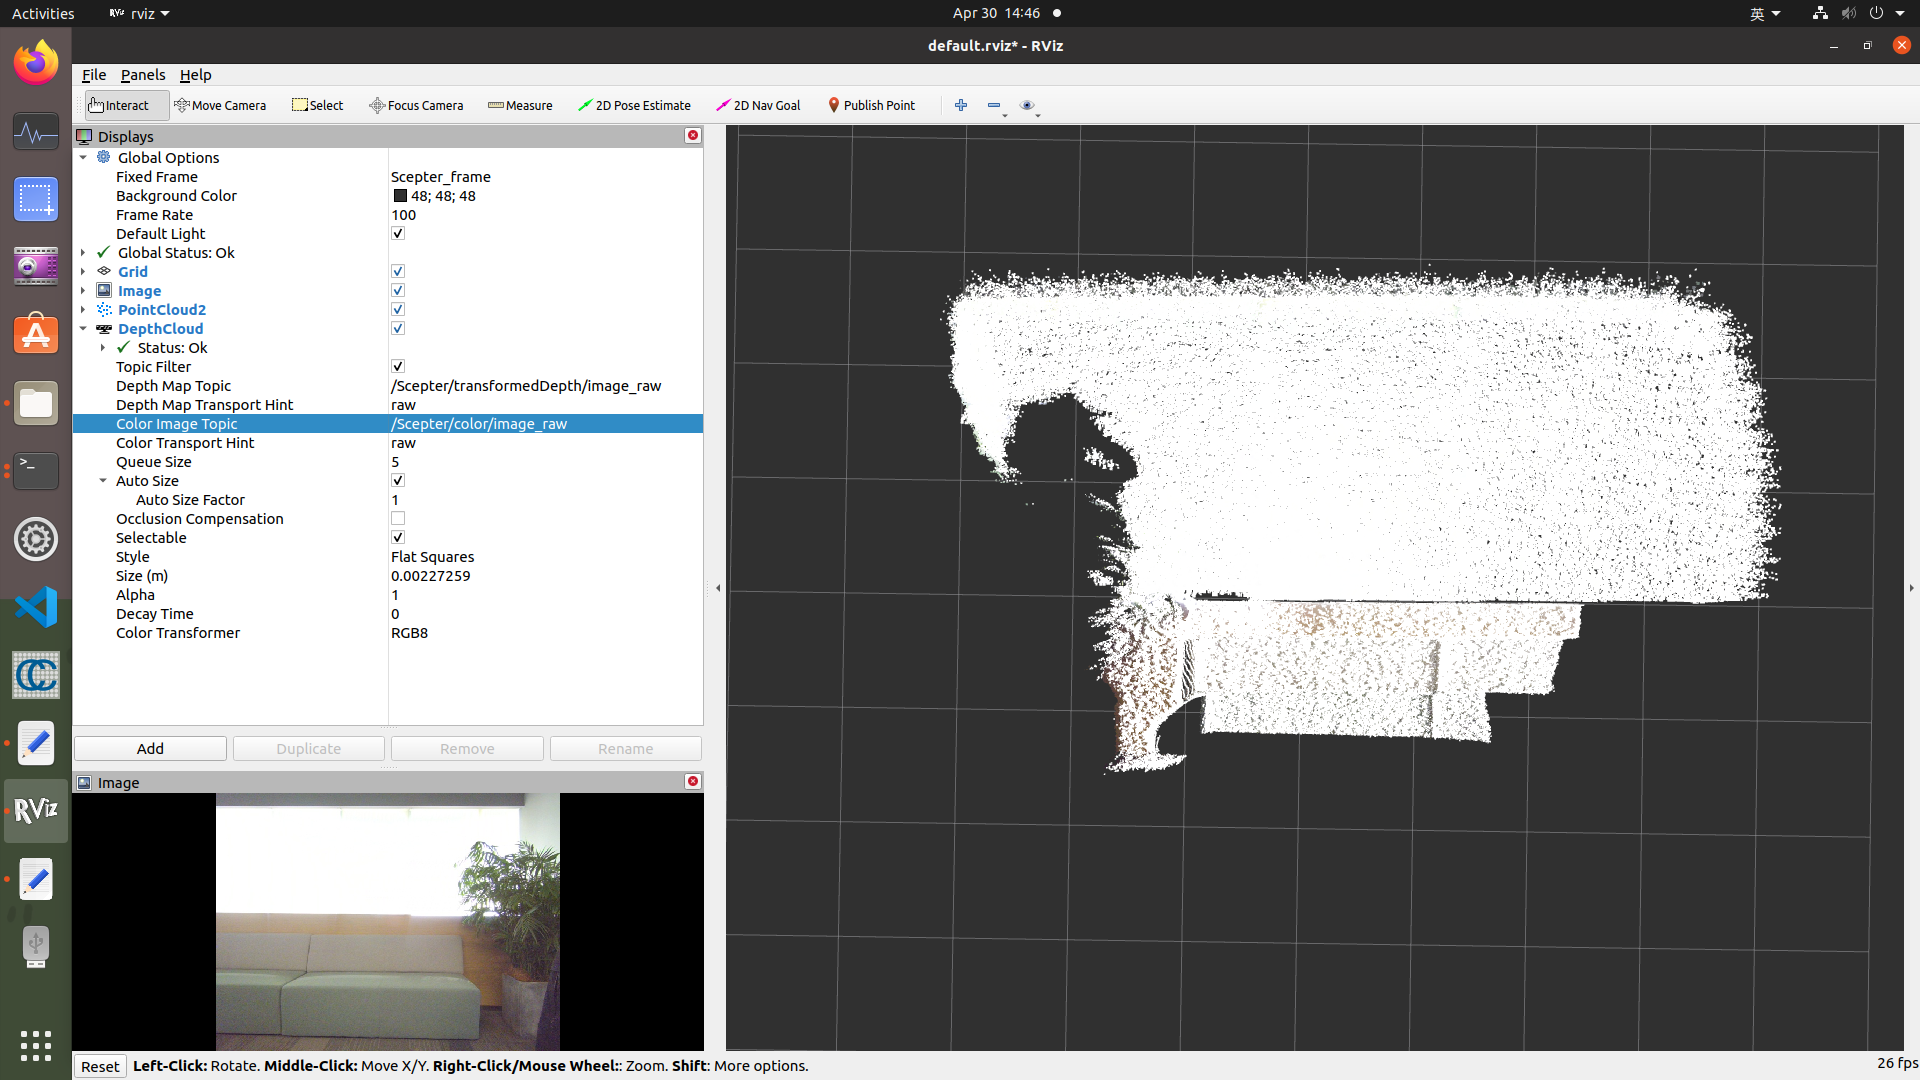 Activities
rviz
Apr 30 14:46
英
default.rviz* - RViz
File Panels Help
Interact Move Camera Select Focus Camera Measure 2D Pose Estimate 2D Nav Goal Publish Point
Displays
Global Options
Fixed Frame Scepter_frame
Background Color 48; 48; 48
Frame Rate 100
Default Light
Global Status: Ok
Grid
Image
PointCloud2
DepthCloud
Status: Ok
Topic Filter
Depth Map Topic /Scepter/transformedDepth/image_raw
Depth Map Transport Hint raw
Color Image Topic /Scepter/color/image_raw
Color Transport Hint raw
Queue Size 5
Auto Size
Auto Size Factor 1
Occlusion Compensation
Selectable
Style Flat Squares
Size (m) 0.00227259
Alpha 1
Decay Time 0
Color Transformer RGB8
Add Duplicate Remove Rename
Image
RViz
Reset Left-Click: Rotate. Middle-Click: Move X/Y. Right-Click/Mouse Wheel:: Zoom. Shift: More options.
26 fps